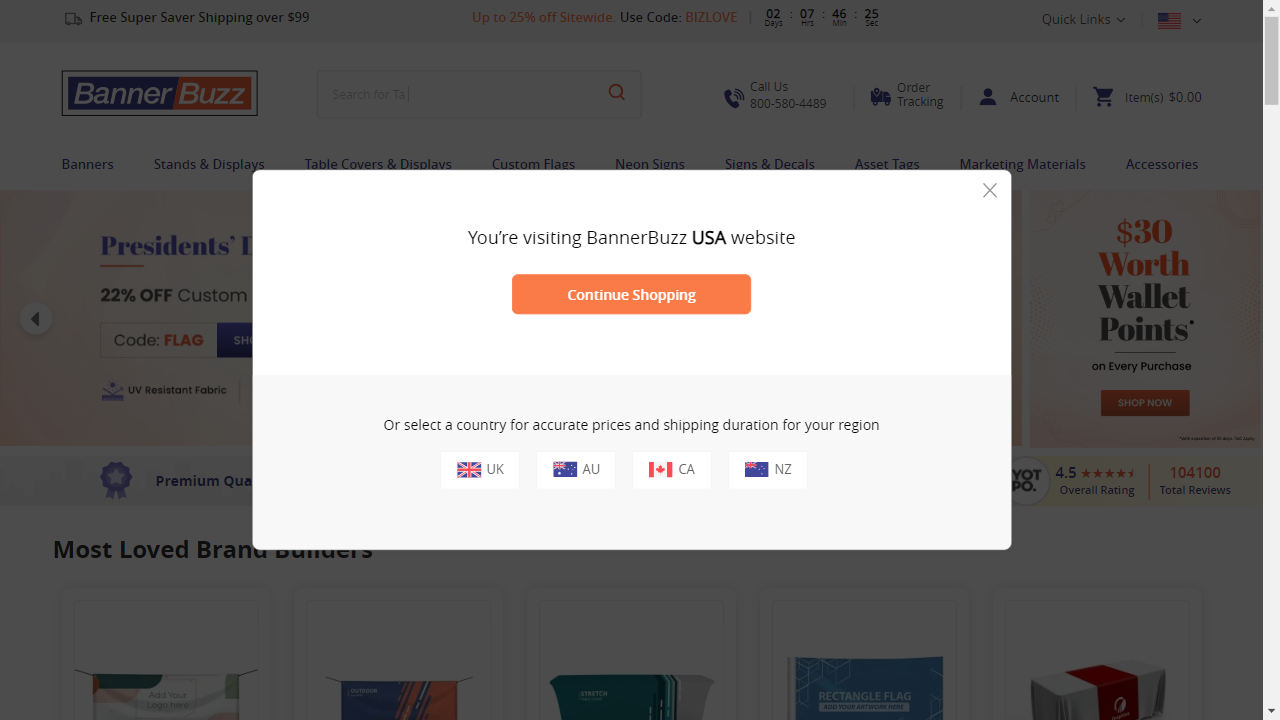 Free Super Saver Shipping over $99
Up to 25% off Sitewide. Use Code: BIZLOVE
02 : 07 : 46 : 25
Days Hrs Min Sec
Quick Links
BannerBuzz
Search for Ta
Call Us
800-580-4489
Order
Tracking
Account
Item(s) $0.00
Banners
Stands & Displays
Table Covers & Displays
Custom Flags
Neon Signs
Signs & Decals
Asset Tags
Marketing Materials
Accessories
Presidents'
22% OFF Custom
Code: FLAG
UV Resistant Fabric
You're visiting BannerBuzz USA website
Continue Shopping
Or select a country for accurate prices and shipping duration for your region
UK
AU
CA
NZ
$30
Worth
Wallet
Points*
on Every Purchase
SHOP NOW
Premium
YOT
PO.
4.5
Overall Rating
104100
Total Reviews
Most Loved Brand Builders
Add Your
Logo here
OUTDOOR
STRETCH
RECTANGLE FLAG
ADD YOUR ARTWORK HERE